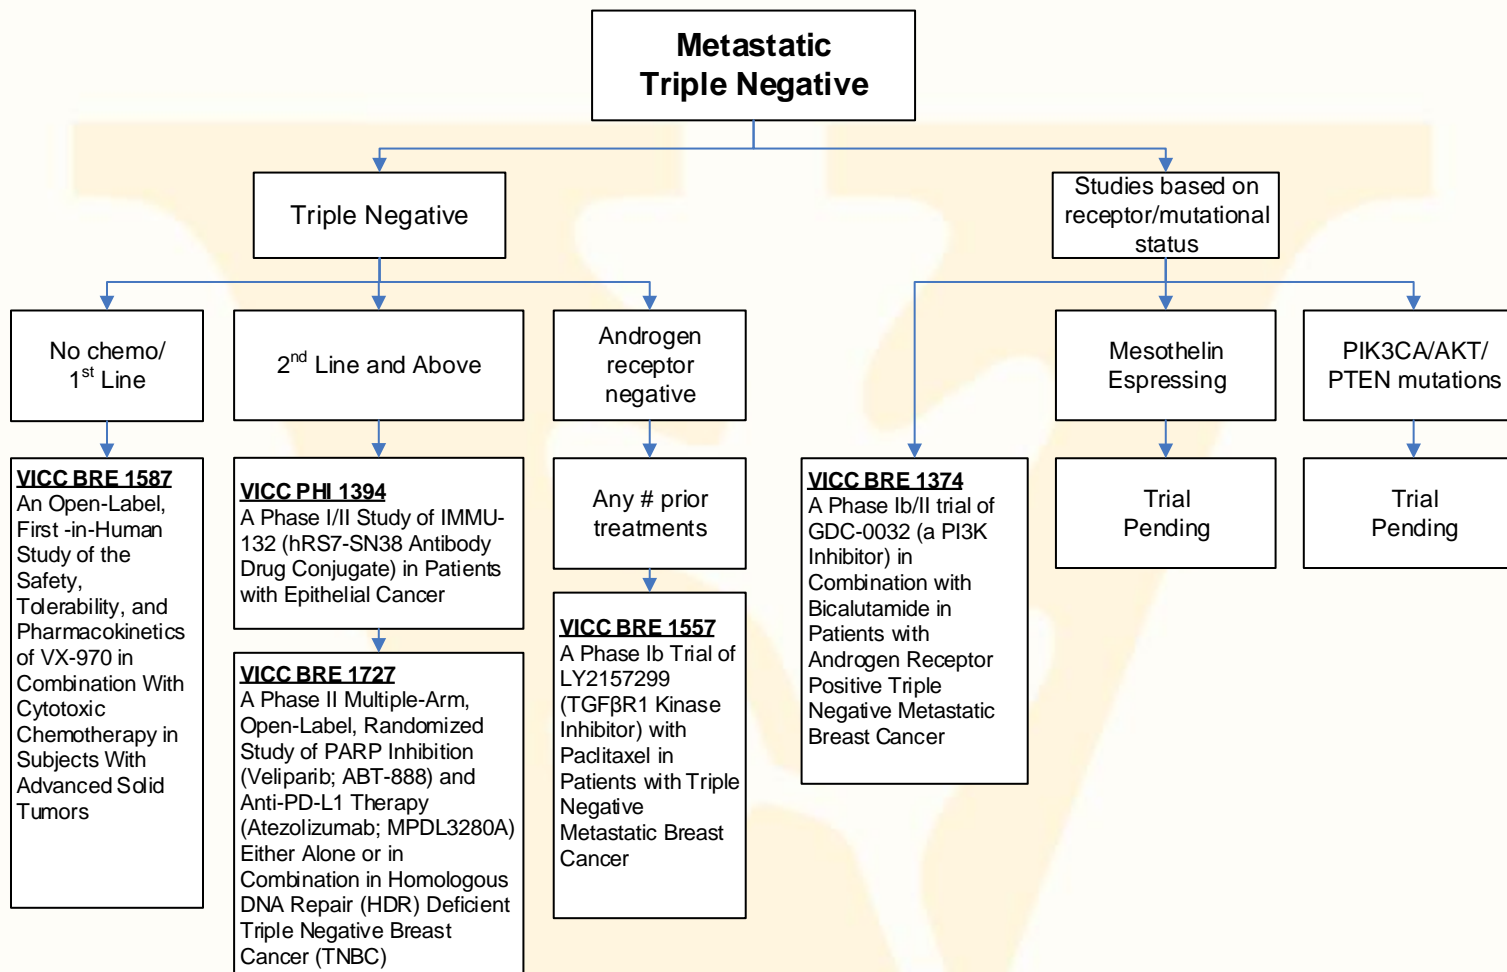 Metastatic
Triple Negative
Triple Negative
Studies based on
receptor/mutational
status
No chemo/
1st Line
2nd Line and Above
Androgen
receptor
negative
Mesothelin
Espressing
PIK3CA/AKT/
PTEN mutations
VICC BRE 1587
An Open-Label,
First -in-Human
Study of the
Safety,
Tolerability, and
Pharmacokinetics
of VX-970 in
Combination With
Cytotoxic
Chemotherapy in
Subjects With
Advanced Solid
Tumors
VICC PHI 1394
A Phase I/II Study of IMMU-
132 (hRS7-SN38 Antibody
Drug Conjugate) in Patients
with Epithelial Cancer
VICC BRE 1727
A Phase II Multiple-Arm,
Open-Label, Randomized
Study of PARP Inhibition
(Veliparib; ABT-888) and
Anti-PD-L1 Therapy
(Atezolizumab; MPDL3280A)
Either Alone or in
Combination in Homologous
DNA Repair (HDR) Deficient
Triple Negative Breast
Cancer (TNBC)
Any # prior
treatments
VICC BRE 1557
A Phase Ib Trial of
LY2157299
(TGFβR1 Kinase
Inhibitor) with
Paclitaxel in
Patients with Triple
Negative
Metastatic Breast
Cancer
VICC BRE 1374
A Phase Ib/II trial of
GDC-0032 (a PI3K
Inhibitor) in
Combination with
Bicalutamide in
Patients with
Androgen Receptor
Positive Triple
Negative Metastatic
Breast Cancer
Trial
Pending
Trial
Pending